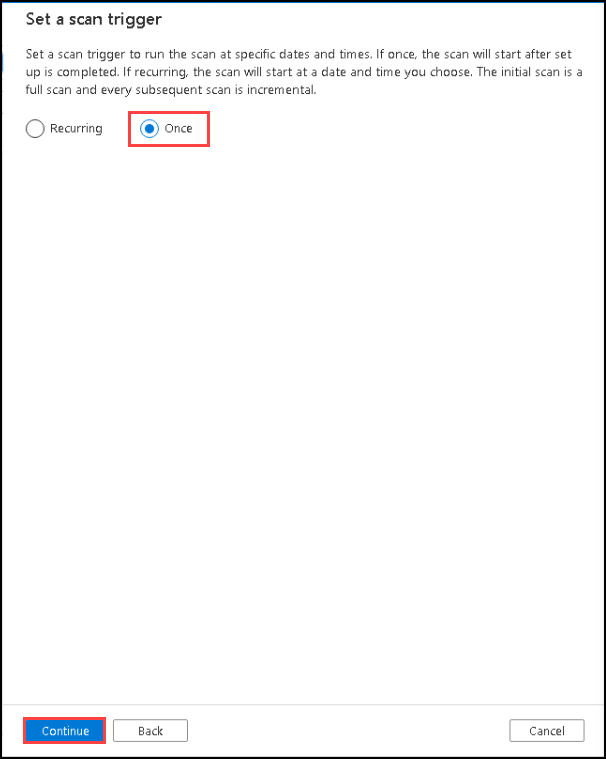 Set a scan trigger
Set a scan trigger to run the scan at specific dates and times. If once, the scan will start after set
up is completed. If recurring, the scan will start at a date and time you choose. The initial scan is a
full scan and every subsequent scan is incremental.
Recurring Once
Continue Back Cancel